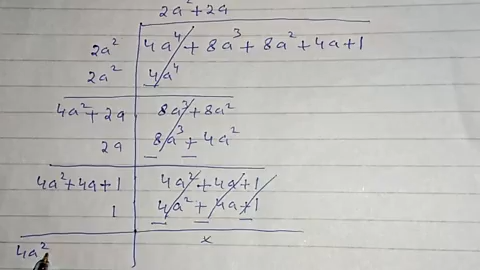 2a² + 2a
2a² 4a⁴ + 8a³ + 8a² + 4a + 1
2a² 4a⁴
4a² + 2a 8a³ + 8a²
2a 8a³ + 4a²
4a² + 4a + 1 4a² + 4a + 1
1 4a² + 4a + 1
4a² x